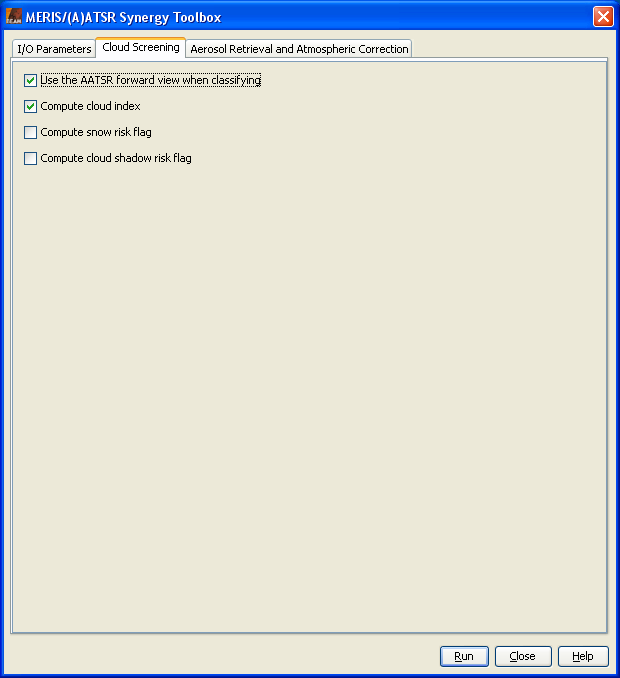 MERIS/(A)ATSR Synergy Toolbox
I/O Parameters Cloud Screening Aerosol Retrieval and Atmospheric Correction
Use the AATSR forward view when classifying
Compute cloud index
Compute snow risk flag
Compute cloud shadow risk flag
Run Close Help